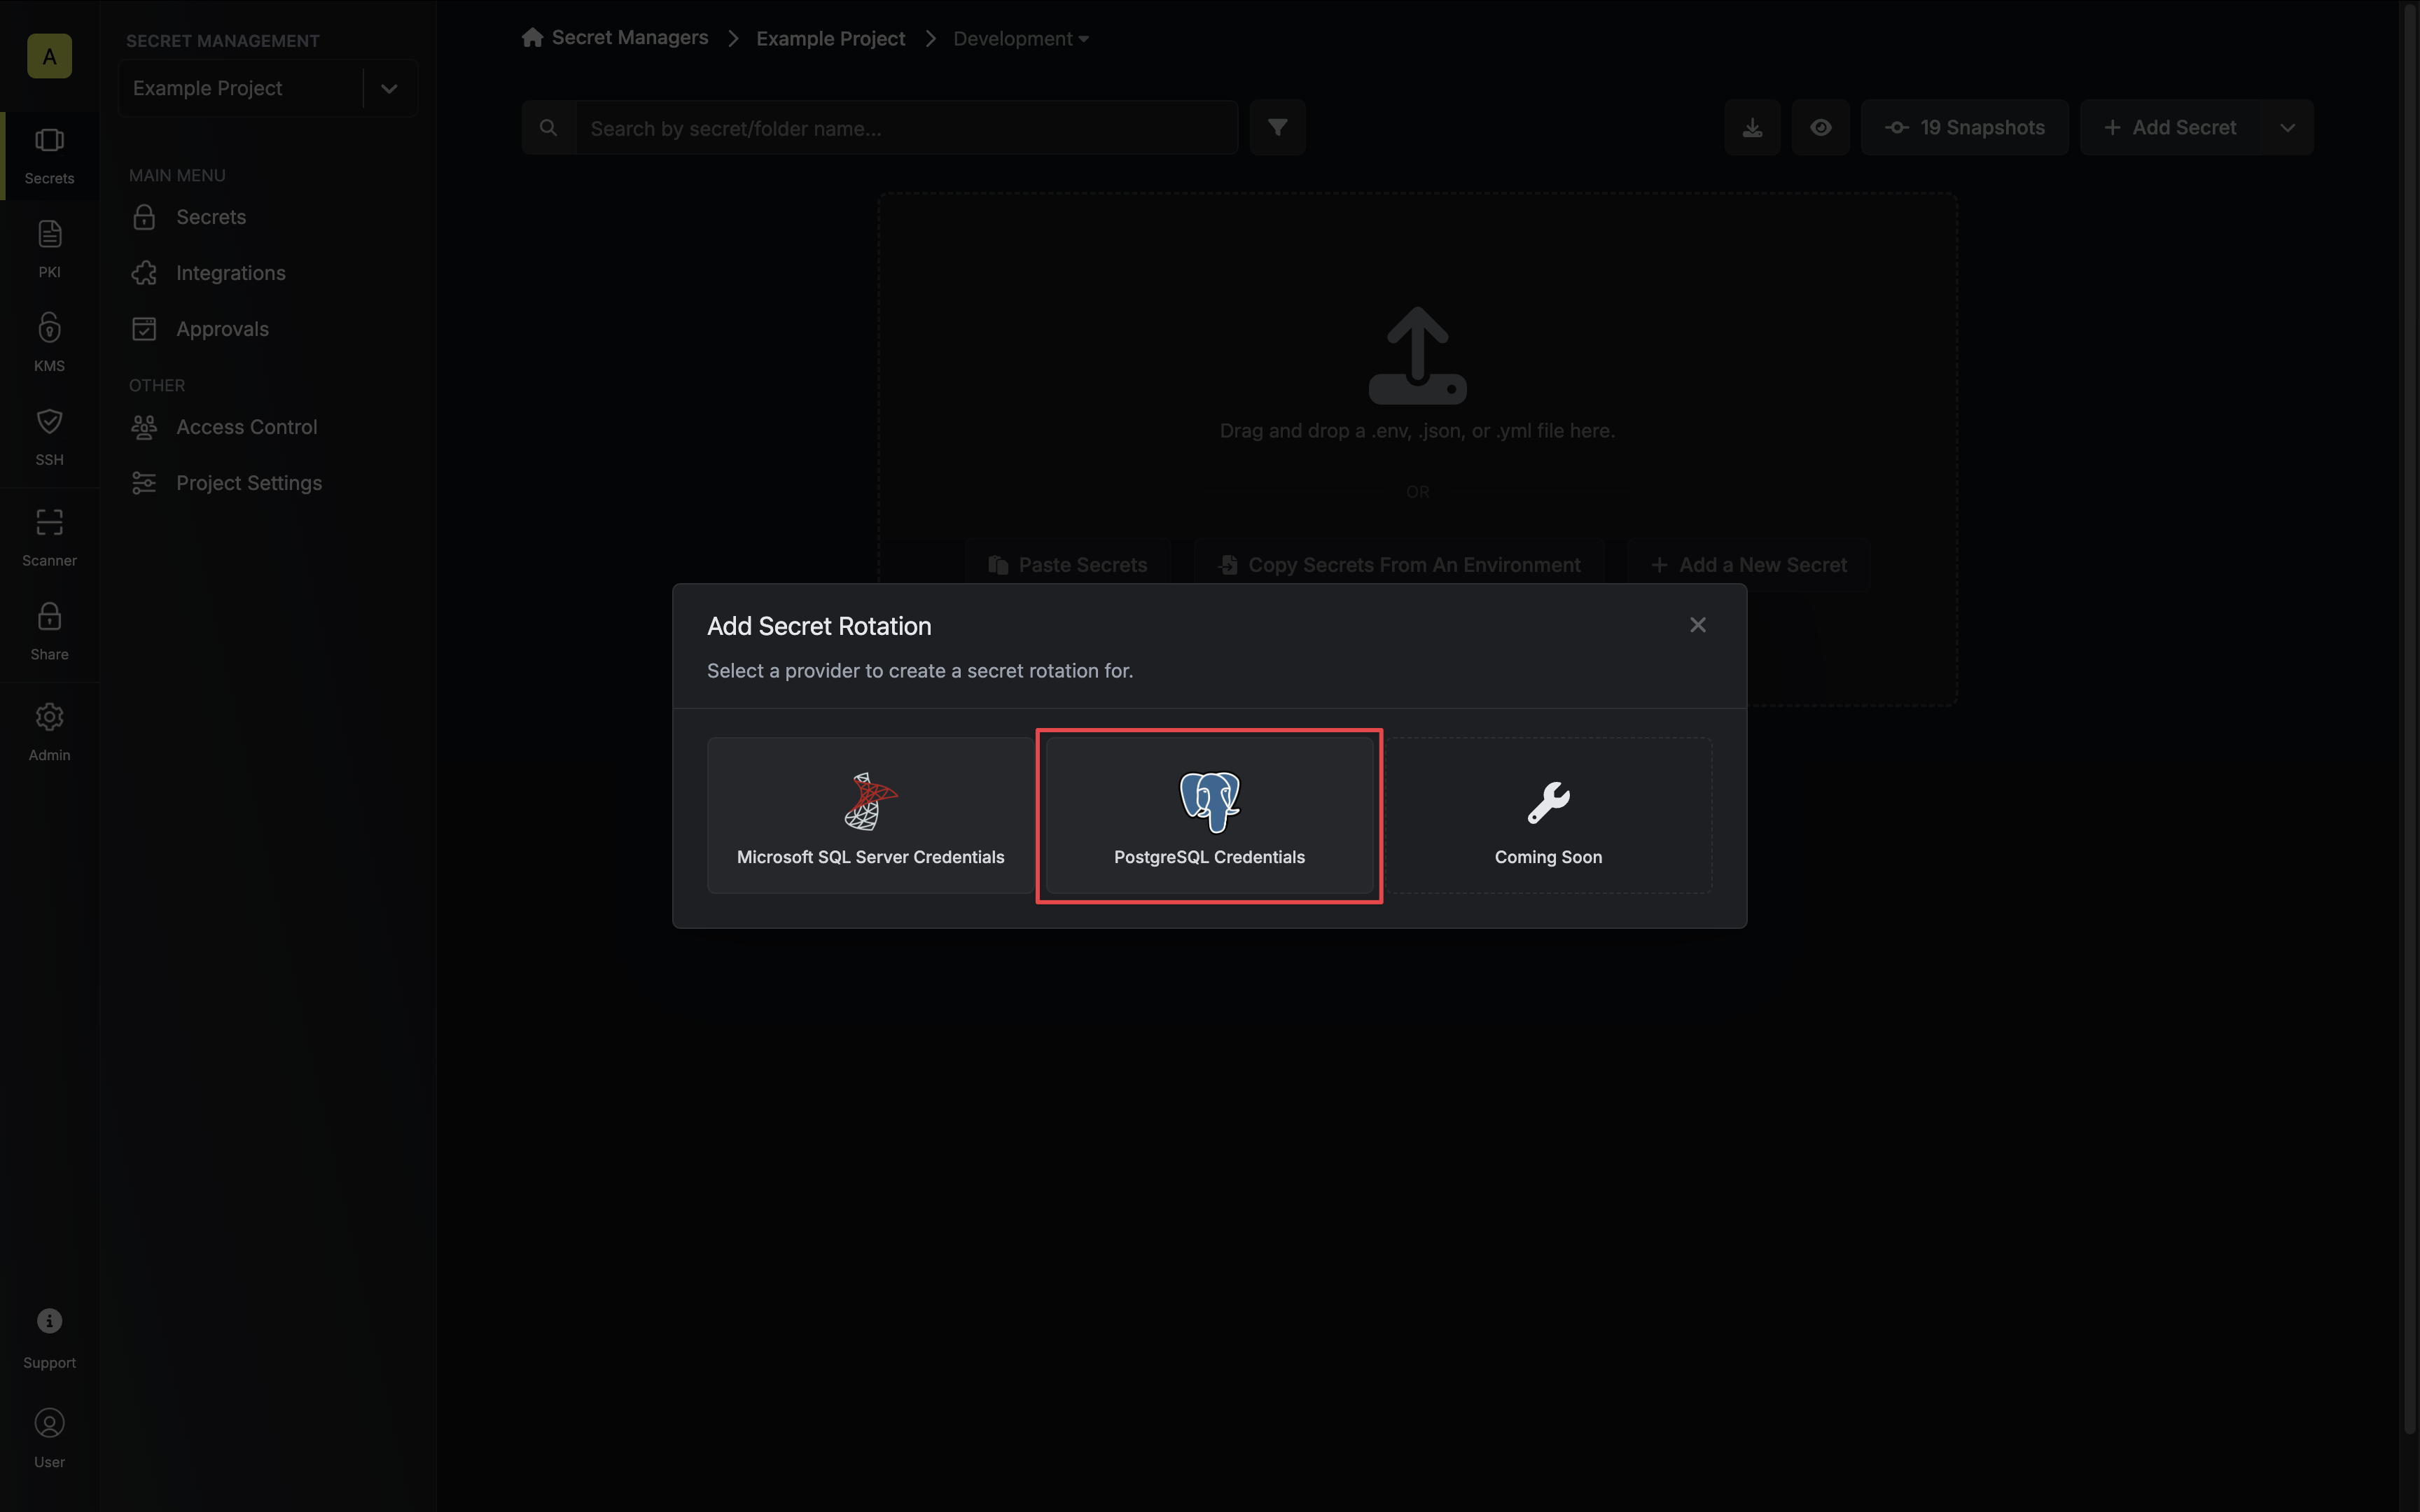 A
Secrets
PKI
KMS
SSH
Scanner
Share
Admin
Support
User
SECRET MANAGEMENT
Example Project
MAIN MENU
Secrets
Integrations
Approvals
OTHER
Access Control
Project Settings
Secret Managers Example Project Development
Search by secret/folder name...
19 Snapshots
Add Secret
Drag and drop a .env, .json, or .yml file here.
OR
Paste Secrets
Copy Secrets From An Environment
Add a New Secret
Add Secret Rotation
Select a provider to create a secret rotation for.
Microsoft SQL Server Credentials
PostgreSQL Credentials
Coming Soon